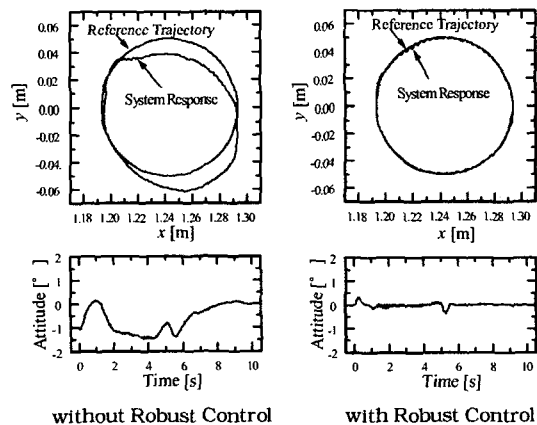 0.06
Reference Trajectory
0.04
0.02
System Response
0.00
-0.02
-0.04
-0.06
y [m]
1.18 1.20 1.22 1.24 1.26 1.28 1.30
x [m]
2
1
0
-1
-2
Attitude [°]
0 2 4 6 8 10
Time [s]
without Robust Control
0.06
Reference Trajectory
0.04
0.02
System Response
0.00
-0.02
-0.04
-0.06
y [m]
1.18 1.20 1.22 1.24 1.26 1.28 1.30
x [m]
2
1
0
-1
-2
Attitude [°]
0 2 4 6 8 10
Time [s]
with Robust Control